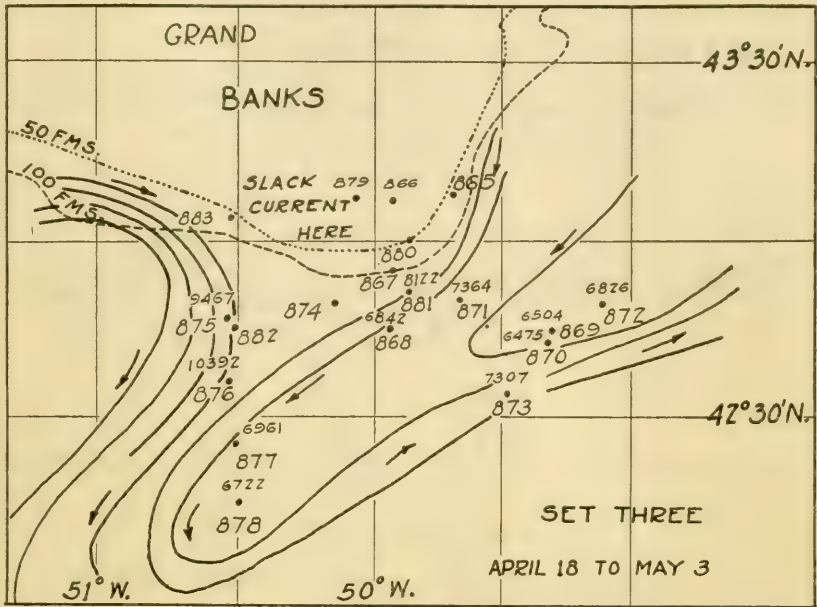 GRAND
43°30'N.
BANKS
50 FMS.
100 FMS.
SLACK
CURRENT
HERE
879
866
865
883
880
867
8122
881
7364
871
6826
872
9467
875
882
874
6842
868
6504
869
6475
870
10392
876
7307
873
42°30'N.
6961
877
6722
878
SET THREE
APRIL 18 TO MAY 3
51° W.
50° W.